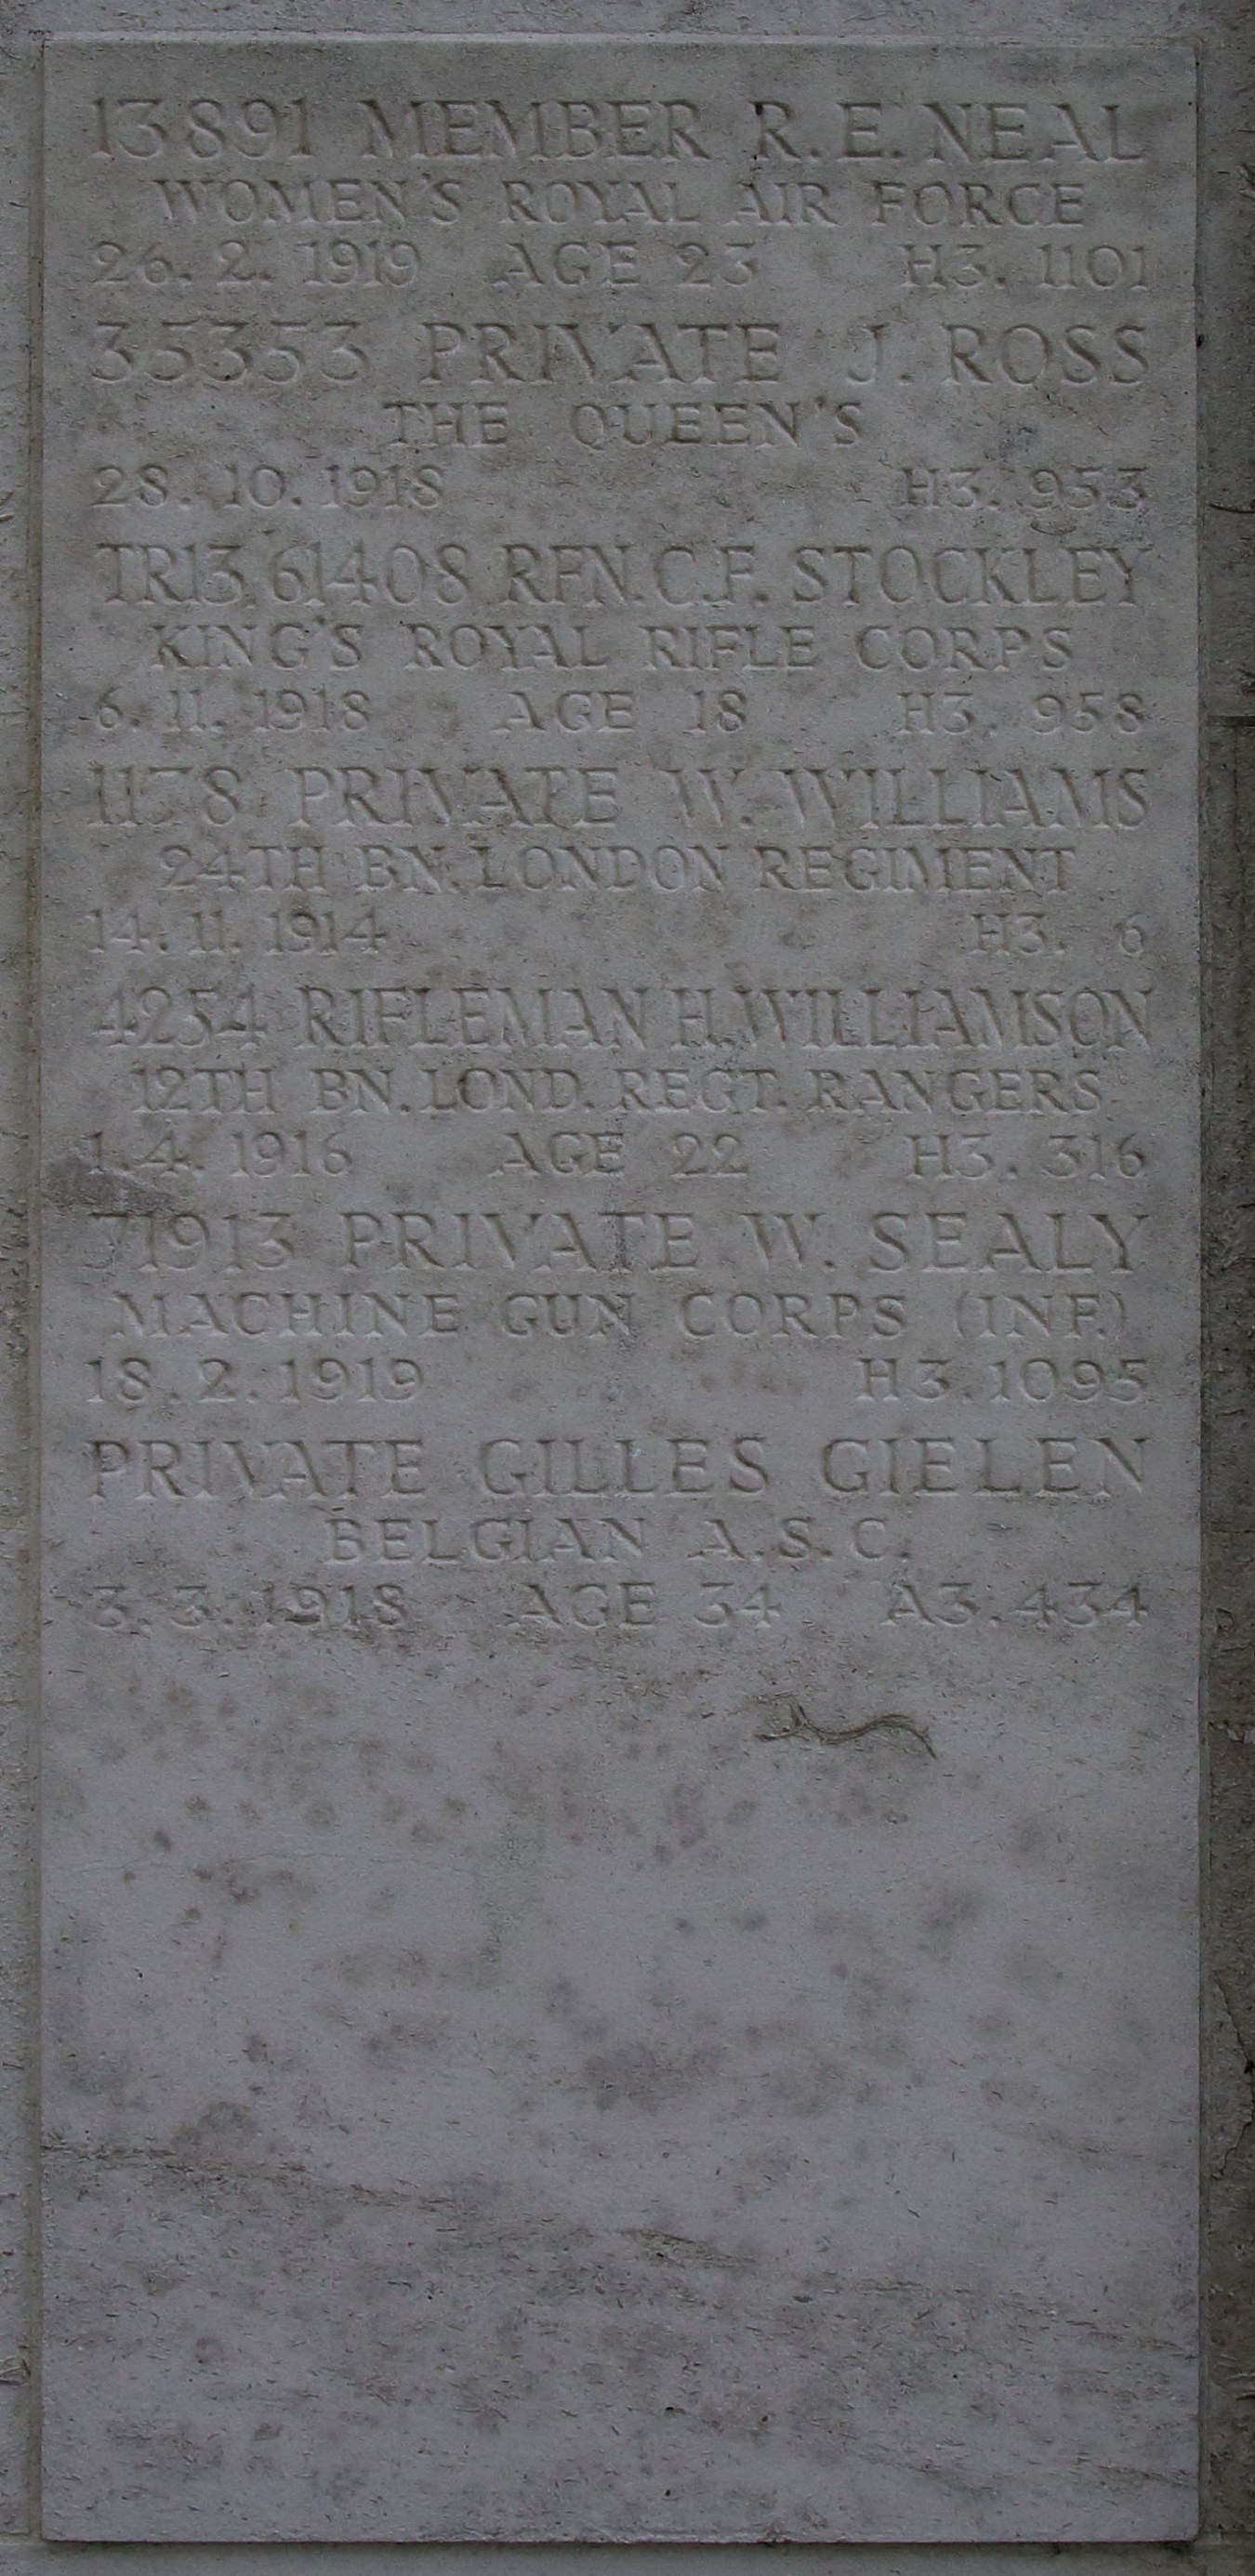 13891 MEMBER R. E. NEAL
WOMEN'S ROYAL AIR FORCE
26. 2. 1919 AGE 23 H3. 1101
35353 PRIVATE J. ROSS
THE QUEEN'S
28. 10. 1918 H3. 953
TR13,61408 RFN. C.F. STOCKLEY
KING'S ROYAL RIFLE CORPS
6. 11. 1918 AGE 18 H3. 958
PRIVATE W. WILLIAMS
24TH BN. LONDON REGIMENT
14. 11. 1914 H3. 6
4254 RIFLEMAN H. WILLIAMSON
12TH BN. LOND. REGT. RANGERS
1. 4. 1916 AGE 22 H3. 316
71913 PRIVATE W. SEALY
MACHINE GUN CORPS (INF.)
18. 2. 1919 H3. 1095
PRIVATE GILLES GIELEN
BELGIAN A. S. C.
3. 3. 1918 AGE 34 A3. 434